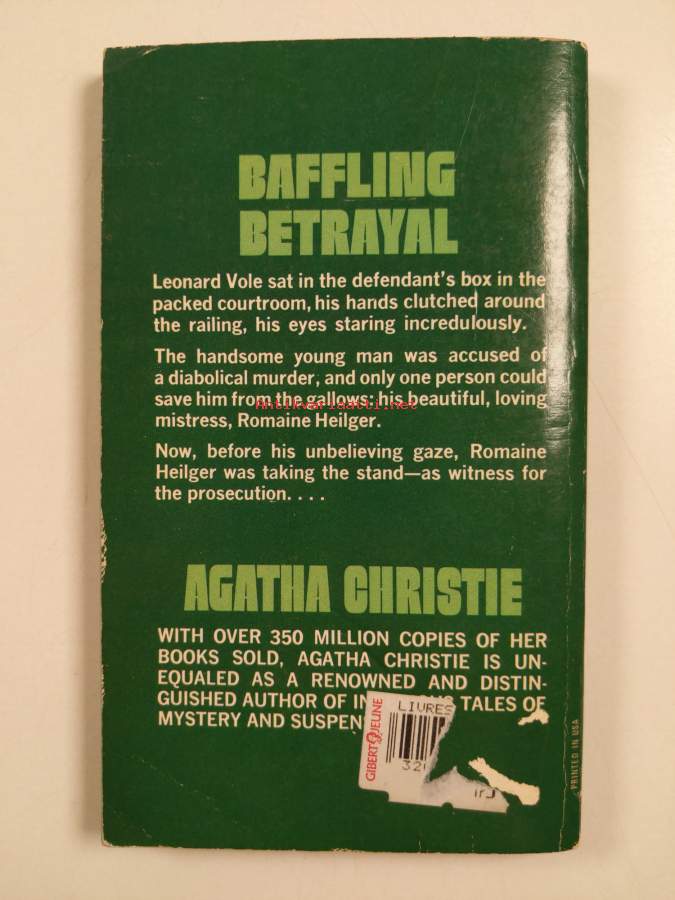 BAFFLING
BETRAYAL
Leonard Vole sat in the defendant's box in the
packed courtroom, his hands clutched around
the railing, his eyes staring incredulously.
The handsome young man was accused of
a diabolical murder, and only one person could
save him from the gallows: his beautiful, loving
mistress, Romaine Heilger.
Antikvariaatti.net
Now, before his unbelieving gaze, Romaine
Heilger was taking the stand—as witness for
the prosecution. . . .
AGATHA CHRISTIE
WITH OVER 350 MILLION COPIES OF HER
BOOKS SOLD, AGATHA CHRISTIE IS UN-
EQUALED AS A RENOWNED AND DISTIN-
GUISHED AUTHOR OF TALES OF
MYSTERY AND
GIBERT JEUNE
LIVRES
PRINTED IN USA